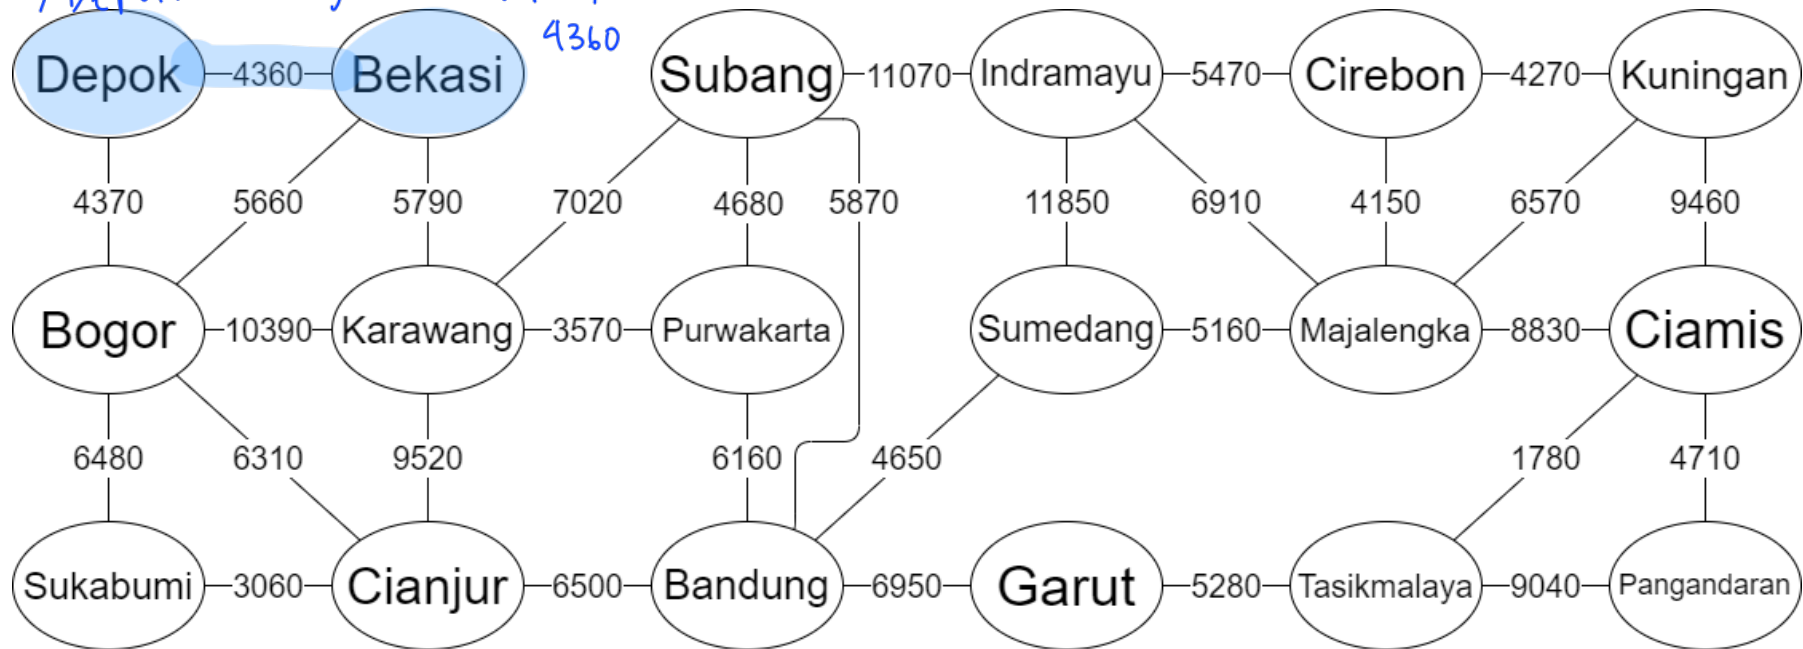 4360
Depok 4360 Bekasi Subang 11070 Indramayu 5470 Cirebon 4270 Kuningan
4370 5660 5790 7020 4680 5870 11850 6910 4150 6570 9460
Bogor 10390 Karawang 3570 Purwakarta Sumedang 5160 Majalengka 8830 Ciamis
6480 6310 9520 6160 4650 1780 4710
Sukabumi 3060 Cianjur 6500 Bandung 6950 Garut 5280 Tasikmalaya 9040 Pangandaran